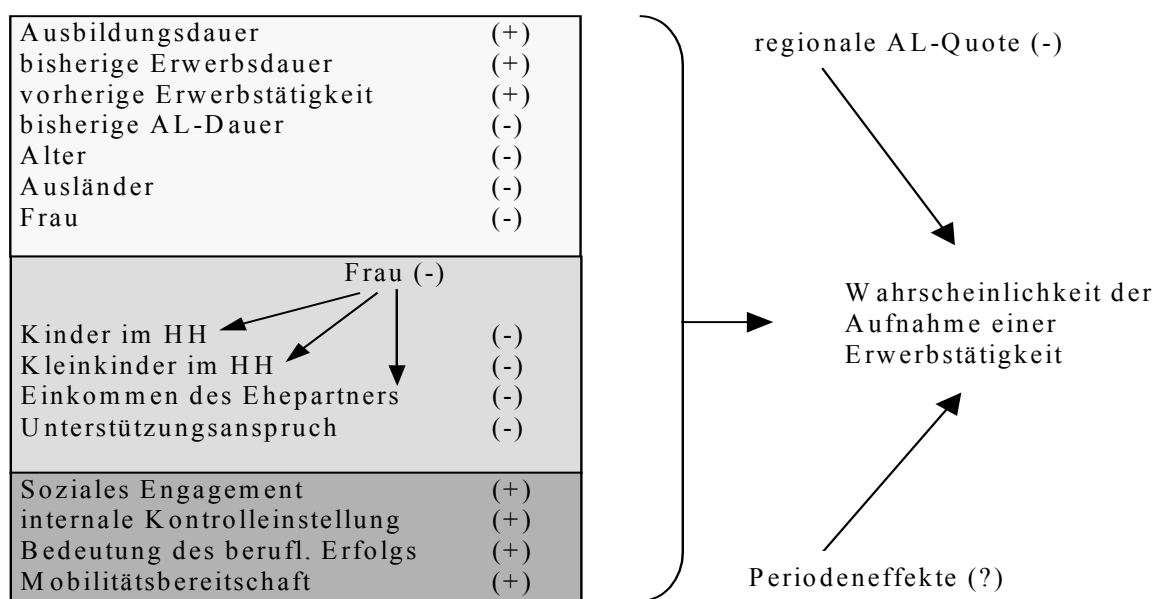 Ausbildungsdauer (+)
bisherige Erwerbsdauer (+)
vorherige Erwerbstätigkeit (+)
bisherige AL-Dauer (-)
Alter (-)
Ausländer (-)
Frau (-)
Frau (-)
Kinder im HH (-)
Kleinkinder im HH (-)
Einkommen des Ehepartners (-)
Unterstützungsanspruch (-)
Soziales Engagement (+)
internale Kontrolleinstellung (+)
Bedeutung des berufl. Erfolgs (+)
Mobilitätsbereitschaft (+)
regionale AL-Quote (-)
Wahrscheinlichkeit der
Aufnahme einer
Erwerbstätigkeit
Periodeneffekte (?)